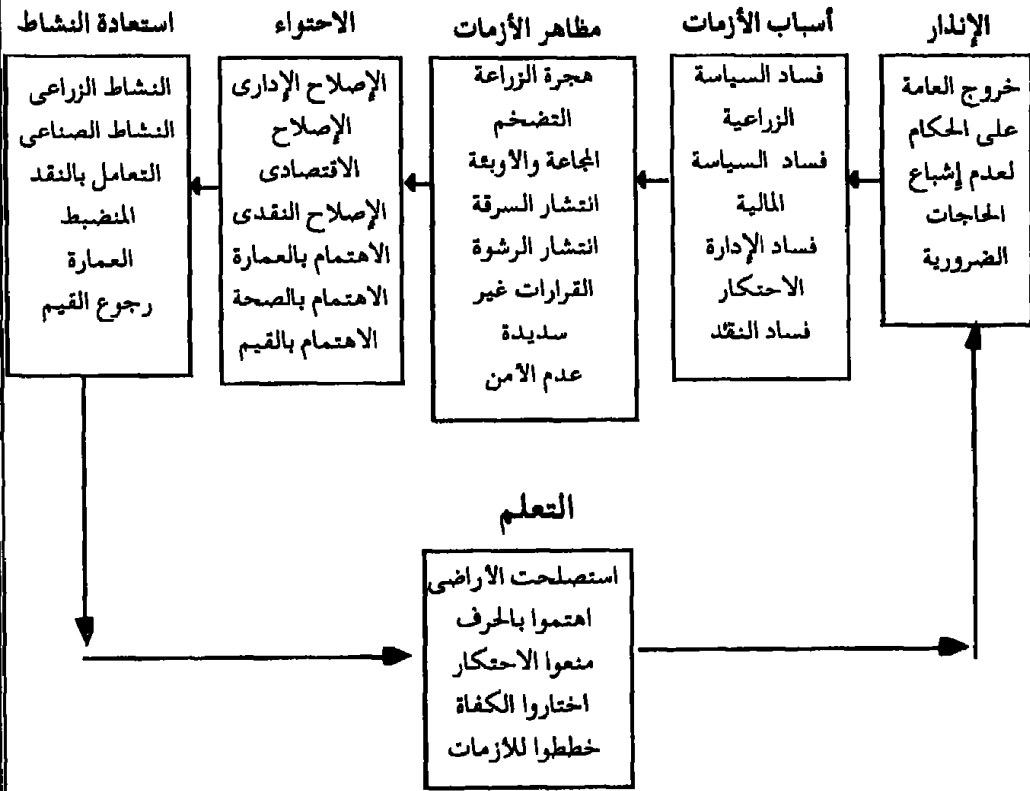 الإنذار
خروج العامة
على الحكام
لعدم إشباع
الحاجات
الضرورية
أسباب الأزمات
فساد السياسة
الزراعية
فساد السياسة
المالية
فساد الإدارة
الاحتكار
فساد النقد
مظاهر الأزمات
هجرة الزراعة
التضخم
المجاعة والأوبئة
انتشار السرقة
انتشار الرشوة
القرارات غير
سديدة
عدم الأمن
الاحتواء
الإصلاح الإدارى
الإصلاح
الاقتصادى
الإصلاح النقدى
الاهتمام بالعمارة
الاهتمام بالصحة
الاهتمام بالقيم
استعادة النشاط
النشاط الزراعى
النشاط الصناعى
التعامل بالنقد
المنضبط
العمارة
رجوع القيم
التعلم
استصلحت الأراضى
اهتموا بالحرف
منعوا الاحتكار
اختاروا الكفاة
خططوا للأزمات